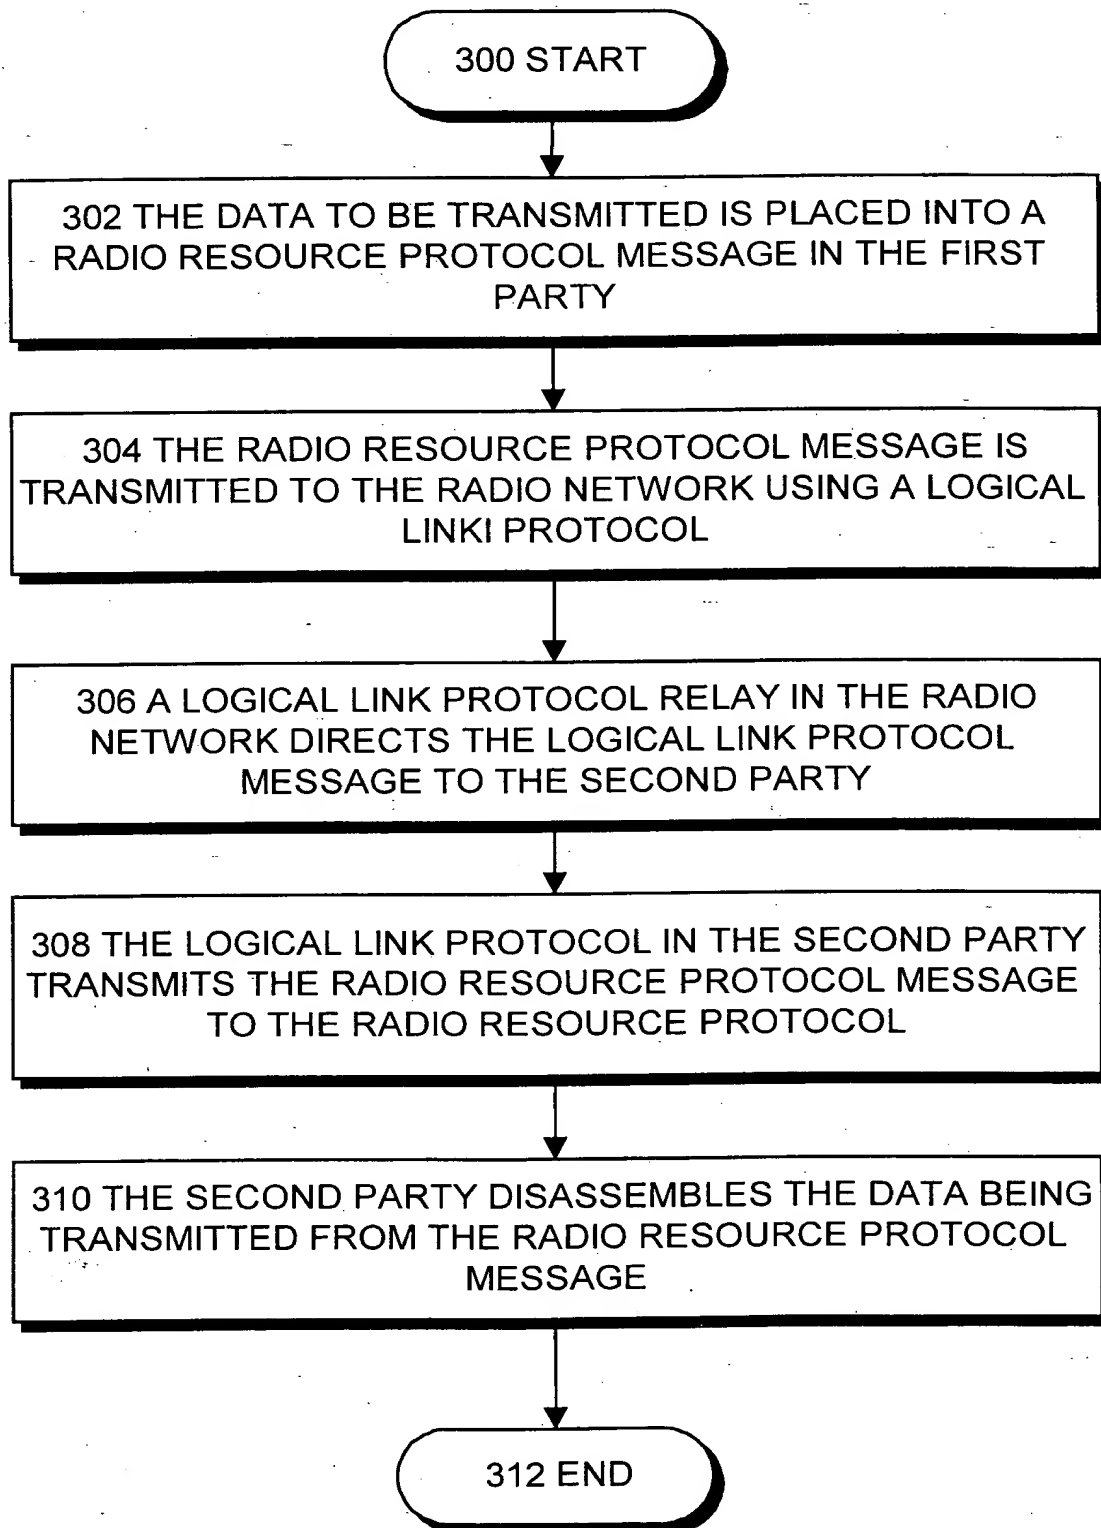 300 START
302 THE DATA TO BE TRANSMITTED IS PLACED INTO A
RADIO RESOURCE PROTOCOL MESSAGE IN THE FIRST
PARTY
304 THE RADIO RESOURCE PROTOCOL MESSAGE IS
TRANSMITTED TO THE RADIO NETWORK USING A LOGICAL
LINKI PROTOCOL
306 A LOGICAL LINK PROTOCOL RELAY IN THE RADIO
NETWORK DIRECTS THE LOGICAL LINK PROTOCOL
MESSAGE TO THE SECOND PARTY
308 THE LOGICAL LINK PROTOCOL IN THE SECOND PARTY
TRANSMITS THE RADIO RESOURCE PROTOCOL MESSAGE
TO THE RADIO RESOURCE PROTOCOL
310 THE SECOND PARTY DISASSEMBLES THE DATA BEING
TRANSMITTED FROM THE RADIO RESOURCE PROTOCOL
MESSAGE
312 END